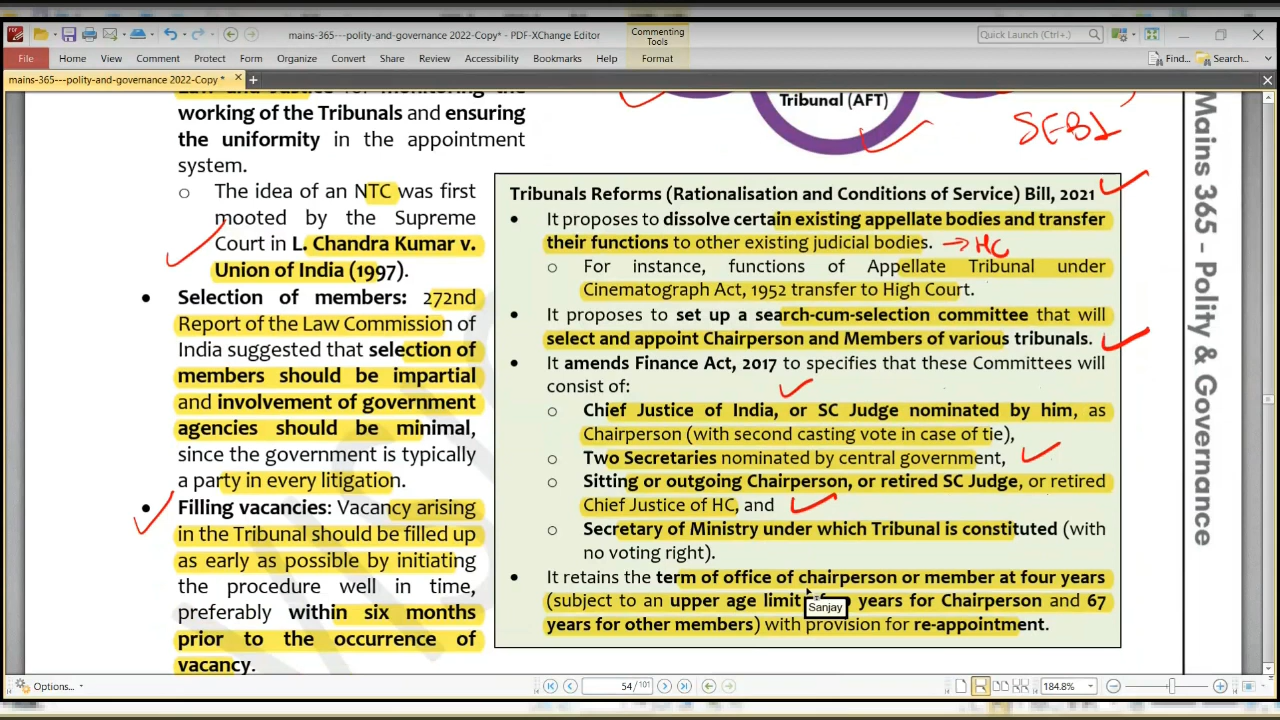 mains-365---polity-and-governance 2022-Copy* - PDF-XChange Editor
Commenting Tools
Quick Launch (Ctrl+.)
File Home View Comment Protect Form Organize Convert Share Review Accessibility Bookmarks Help Format Find... Search...
mains-365---polity-and-governance 2022-Copy *
working of the Tribunals and ensuring
the uniformity in the appointment
system.
o The idea of an NTC was first
mooted by the Supreme
Court in L. Chandra Kumar v.
Union of India (1997).
• Selection of members: 272nd
Report of the Law Commission of
India suggested that selection of
members should be impartial
and involvement of government
agencies should be minimal,
since the government is typically
a party in every litigation.
• Filling vacancies: Vacancy arising
in the Tribunal should be filled up
as early as possible by initiating
the procedure well in time,
preferably within six months
prior to the occurrence of
vacancy.
Tribunal (AFT)
SEBI
Tribunals Reforms (Rationalisation and Conditions of Service) Bill, 2021
• It proposes to dissolve certain existing appellate bodies and transfer
their functions to other existing judicial bodies. → HC
o For instance, functions of Appellate Tribunal under
Cinematograph Act, 1952 transfer to High Court.
• It proposes to set up a search-cum-selection committee that will
select and appoint Chairperson and Members of various tribunals.
• It amends Finance Act, 2017 to specifies that these Committees will
consist of:
o Chief Justice of India, or SC Judge nominated by him, as
Chairperson (with second casting vote in case of tie),
o Two Secretaries nominated by central government,
o Sitting or outgoing Chairperson, or retired SC Judge, or retired
Chief Justice of HC, and
o Secretary of Ministry under which Tribunal is constituted (with
no voting right).
• It retains the term of office of chairperson or member at four years
(subject to an upper age limit years for Chairperson and 67
years for other members) with provision for re-appointment.
Sanjay
Mains 365 - Polity & Governance
Options... 54 /101 184.8%